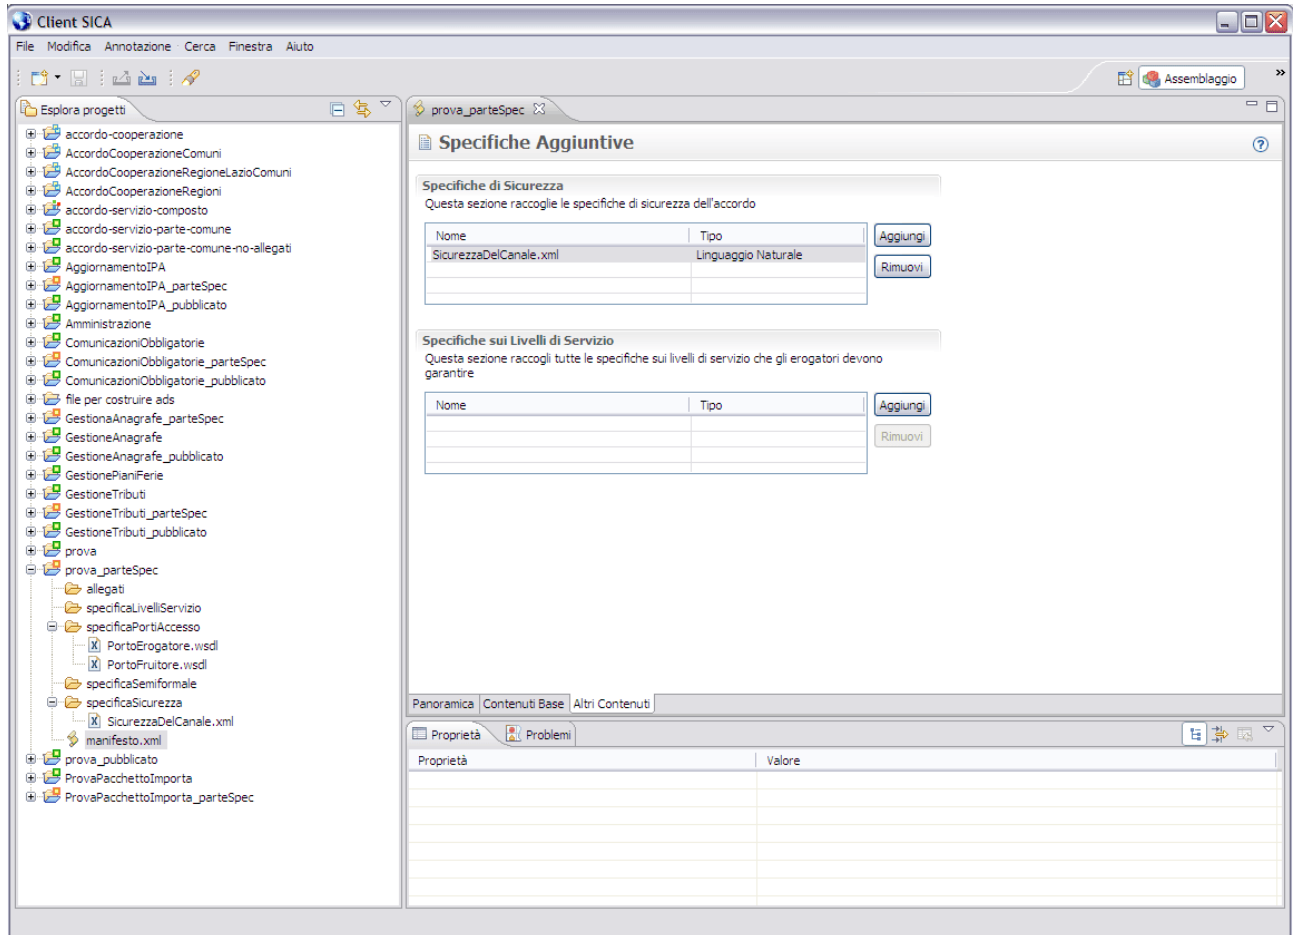 Client SICA
File Modifica Annotazione Cerca Finestra Aiuto
Assemblaggio
Esplora progetti
accordo-cooperazione
AccordoCooperazioneComuni
AccordoCooperazioneRegioneLazioComuni
AccordoCooperazioneRegioni
accordo-servizio-composto
accordo-servizio-parte-comune
accordo-servizio-parte-comune-no-allegati
AggiornamentoIPA
AggiornamentoIPA_parteSpec
AggiornamentoIPA_pubblicato
Amministrazione
ComunicazioniObbligatorie
ComunicazioniObbligatorie_parteSpec
ComunicazioniObbligatorie_pubblicato
file per costruire ads
GestionaAnagrafe_parteSpec
GestioneAnagrafe
GestioneAnagrafe_pubblicato
GestionePianiFerie
GestioneTributi
GestioneTributi_parteSpec
GestioneTributi_pubblicato
prova
prova_parteSpec
allegati
specificaLivelliServizio
specificaPortiAccesso
PortoErogatore.wsdl
PortoFruitore.wsdl
specificaSemiformale
specificaSicurezza
SicurezzaDelCanale.xml
manifesto.xml
prova_pubblicato
ProvaPacchettoImporta
ProvaPacchettoImporta_parteSpec
prova_parteSpec
Specifiche Aggiuntive
Specifiche di Sicurezza
Questa sezione raccoglie le specifiche di sicurezza dell'accordo
Nome Tipo Aggiungi
SicurezzaDelCanale.xml Linguaggio Naturale
Rimuovi
Specifiche sui Livelli di Servizio
Questa sezione raccogli tutte le specifiche sui livelli di servizio che gli erogatori devono
garantire
Nome Tipo Aggiungi
Rimuovi
Panoramica Contenuti Base Altri Contenuti
Proprietà Problemi
Proprietà Valore